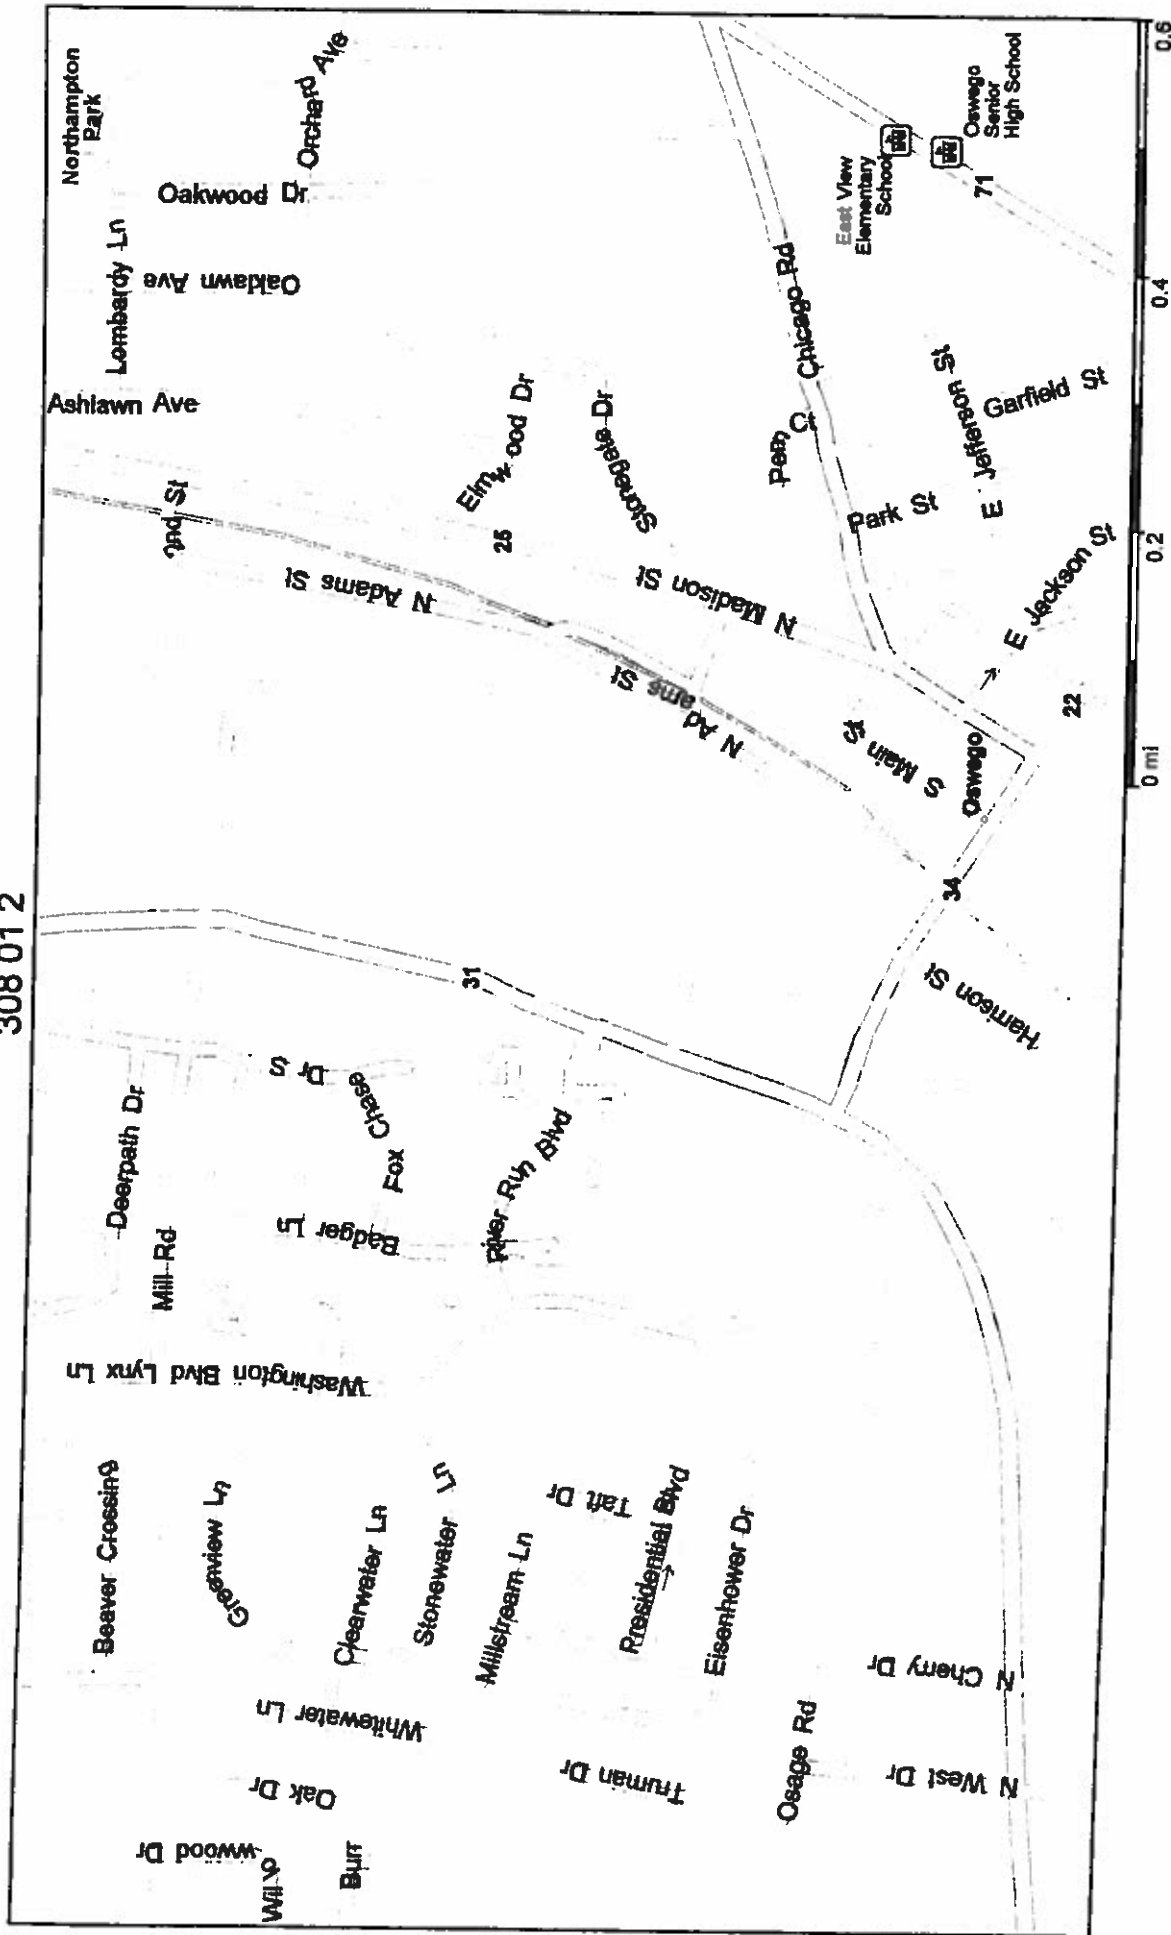 308 01 2
Northampton
Park
Orchard Ave
Oakwood Dr
Lombardy Ln
Oaklawn Ave
Ashlawn Ave
St
N Adams St
Elmwood Dr
25
Stonegate Dr
N Madison St
N Adams St
Chicago Rd
Ct
Park St
East View
Elementary
School
Oswego
Senior
High School
71
E Jefferson St
Garfield St
E Jackson St
22
S Main St
Oswego
34
Harrison St
31
Dr S
Fox Chase
Deerpath Dr
Mill Rd
Badger Ln
River Run Blvd
Washington Blvd Lynx Ln
Beaver Crossing
Greenview Ln
Clearwater Ln
Stonewater Ln
Millstream Ln
Taft Dr
Presidential Blvd
Eisenhower Dr
Whitewater Ln
Truman Dr
Oak Dr
Burr
Willowwood Dr
Osage Rd
N Cherry Dr
N West Dr
0 mi
0.2
0.4
0.6